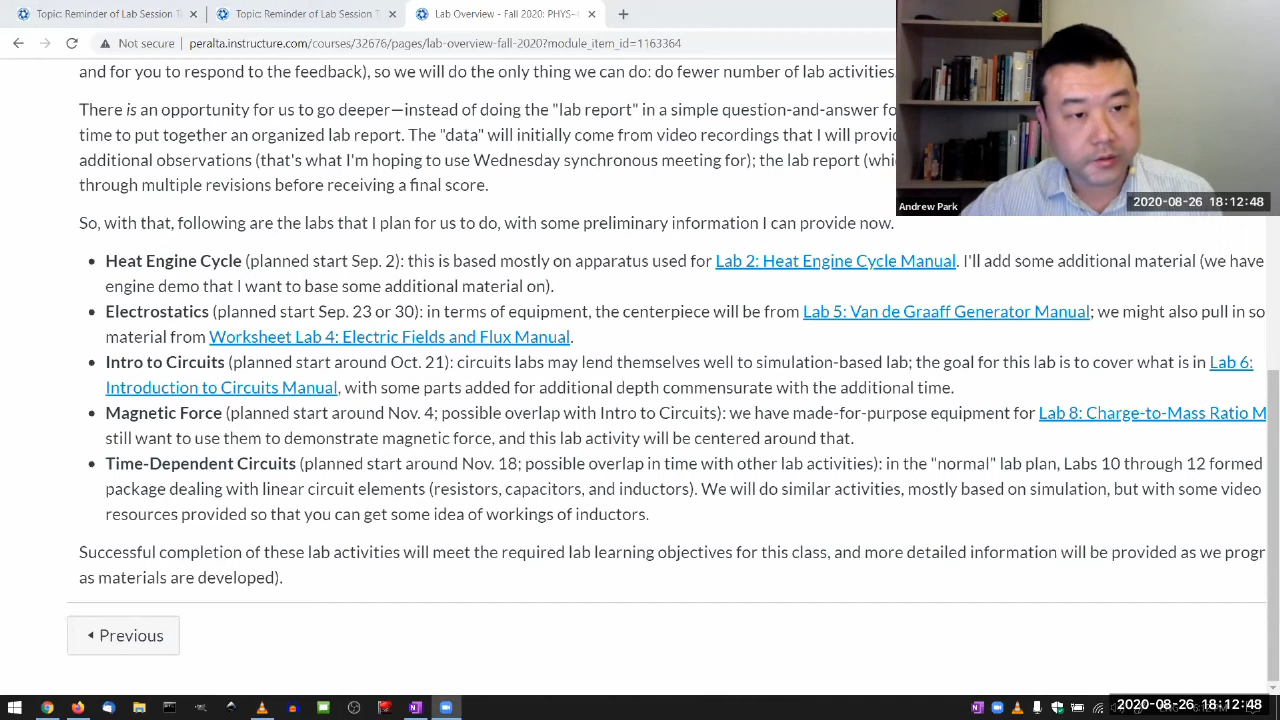 Topic: Reminder of Lab Session T
Topic: Reminder of Lab Session T
Lab Overview - Fall 2020: PHYS-
Not secure
peralta.instructure.com/courses/32676/pages/lab-overview-fall-2020?module_item_id=1163364
and for you to respond to the feedback), so we will do the only thing we can do: do fewer number of lab activities.
There is an opportunity for us to go deeper—instead of doing the "lab report" in a simple question-and-answer fo
time to put together an organized lab report. The "data" will initially come from video recordings that I will provid
additional observations (that's what I'm hoping to use Wednesday synchronous meeting for); the lab report (whic
through multiple revisions before receiving a final score.
Andrew Park
2020-08-26 18:12:48
So, with that, following are the labs that I plan for us to do, with some preliminary information I can provide now.
• Heat Engine Cycle (planned start Sep. 2): this is based mostly on apparatus used for Lab 2: Heat Engine Cycle Manual. I'll add some additional material (we have
engine demo that I want to base some additional material on).
• Electrostatics (planned start Sep. 23 or 30): in terms of equipment, the centerpiece will be from Lab 5: Van de Graaff Generator Manual; we might also pull in so
material from Worksheet Lab 4: Electric Fields and Flux Manual.
• Intro to Circuits (planned start around Oct. 21): circuits labs may lend themselves well to simulation-based lab; the goal for this lab is to cover what is in Lab 6:
Introduction to Circuits Manual, with some parts added for additional depth commensurate with the additional time.
• Magnetic Force (planned start around Nov. 4; possible overlap with Intro to Circuits): we have made-for-purpose equipment for Lab 8: Charge-to-Mass Ratio M
still want to use them to demonstrate magnetic force, and this lab activity will be centered around that.
• Time-Dependent Circuits (planned start around Nov. 18; possible overlap in time with other lab activities): in the "normal" lab plan, Labs 10 through 12 formed
package dealing with linear circuit elements (resistors, capacitors, and inductors). We will do similar activities, mostly based on simulation, but with some video
resources provided so that you can get some idea of workings of inductors.
Successful completion of these lab activities will meet the required lab learning objectives for this class, and more detailed information will be provided as we progr
as materials are developed).
Previous
2020-08-26 18:12:48